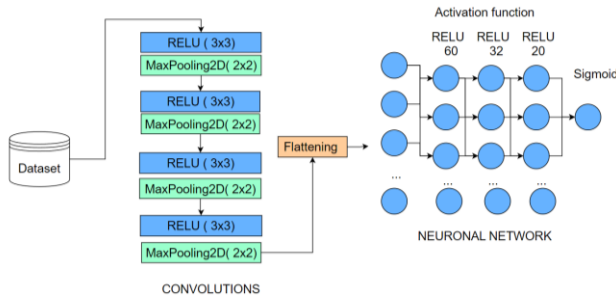 Activation function
RELU ( 3x3)
MaxPooling2D( 2x2)
RELU ( 3x3)
MaxPooling2D( 2x2)
RELU ( 3x3)
MaxPooling2D( 2x2)
RELU ( 3x3)
MaxPooling2D( 2x2)
CONVOLUTIONS
Dataset
Flattening
RELU
60
RELU
32
RELU
20
Sigmoid
...
...
...
...
NEURONAL NETWORK